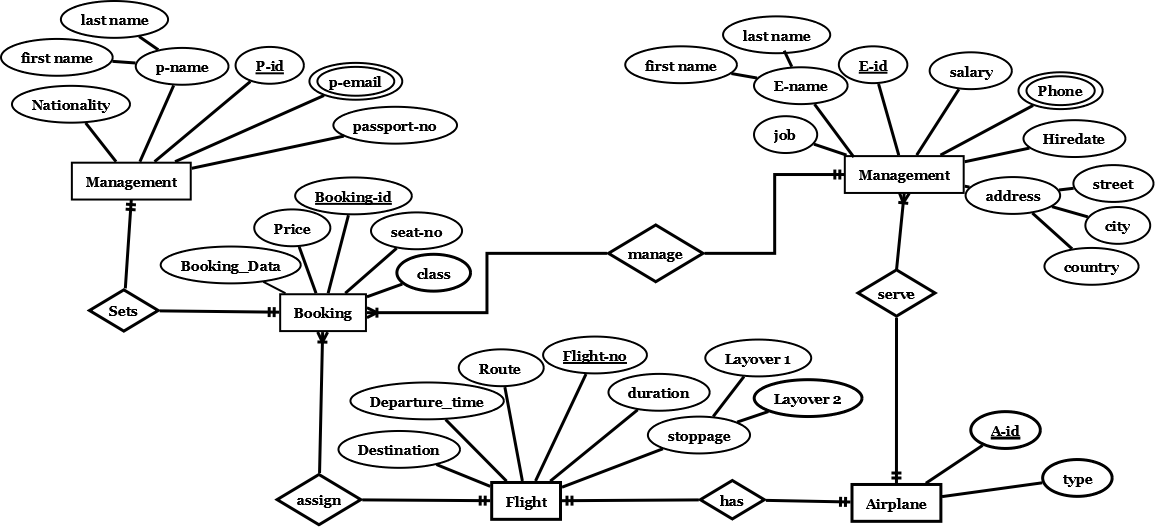 last name
first name
p-name
P-id
p-email
Nationality
passport-no
Management
last name
first name
E-name
E-id
salary
Phone
job
Hiredate
Management
address
street
city
country
Booking-id
Price
seat-no
Booking_Data
class
manage
Sets
Booking
serve
Flight-no
Layover 1
Route
duration
Departure_time
Layover 2
stoppage
Destination
A-id
type
assign
Flight
has
Airplane